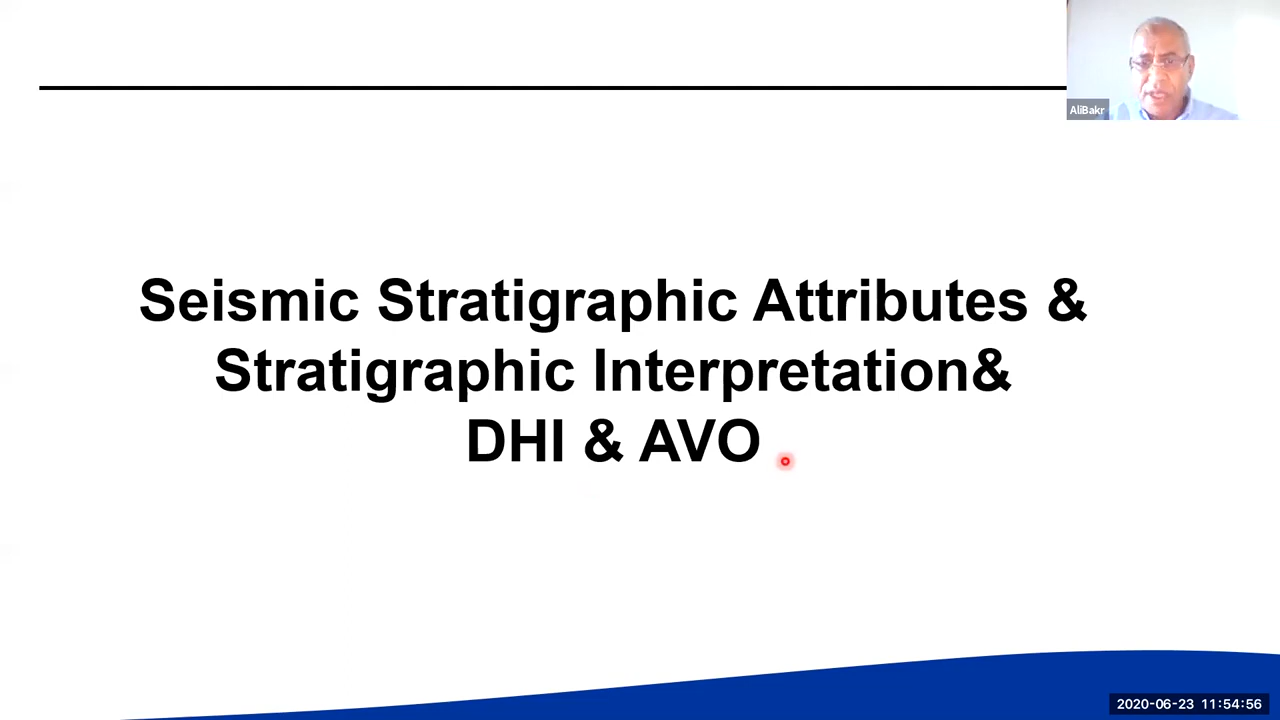 AliBakr
Seismic Stratigraphic Attributes &
Stratigraphic Interpretation&
DHI & AVO
2020-06-23 11:54:56